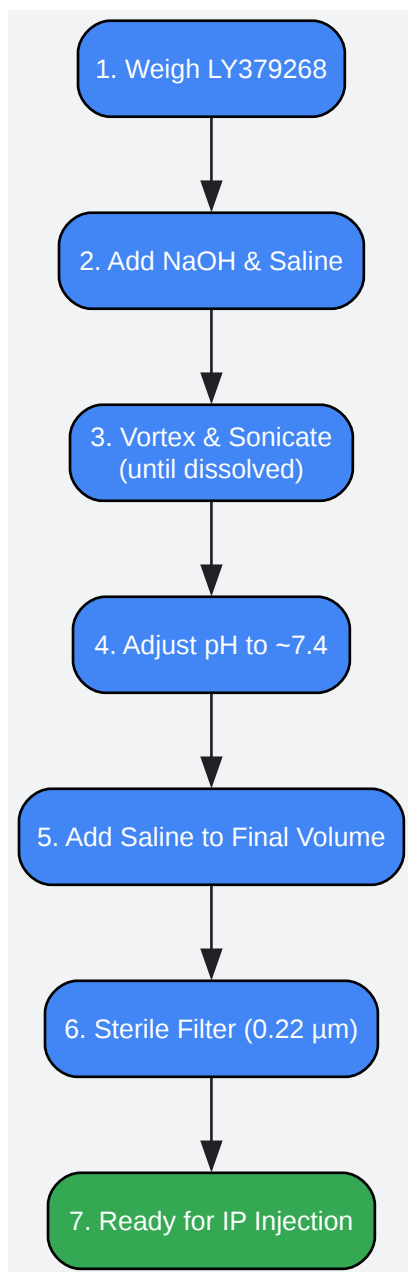 1. Weigh LY379268
2. Add NaOH & Saline
3. Vortex & Sonicate
(until dissolved)
4. Adjust pH to ~7.4
5. Add Saline to Final Volume
6. Sterile Filter (0.22 µm)
7. Ready for IP Injection